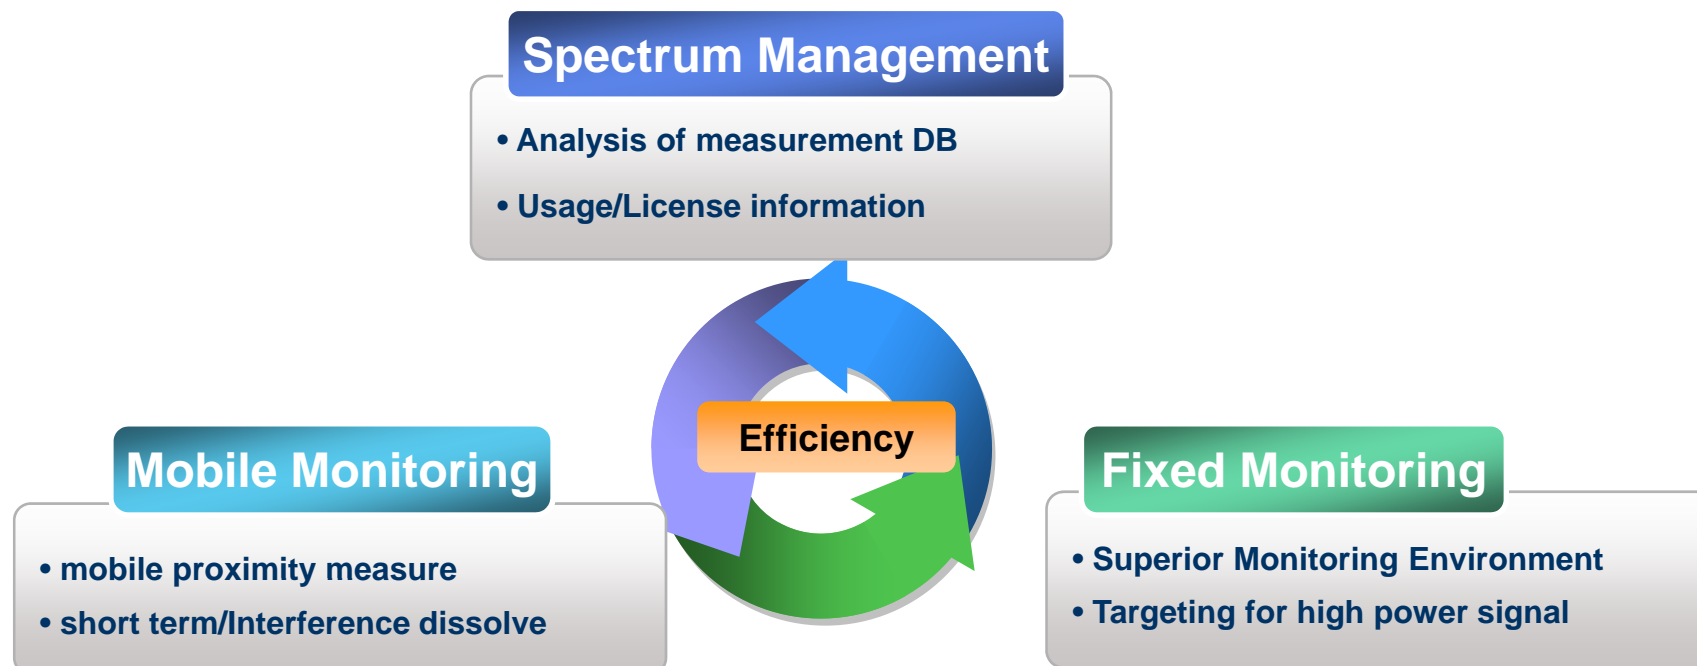 Spectrum Management
• Analysis of measurement DB
• Usage/License information
Efficiency
Mobile Monitoring
• mobile proximity measure
• short term/Interference dissolve
Fixed Monitoring
• Superior Monitoring Environment
• Targeting for high power signal